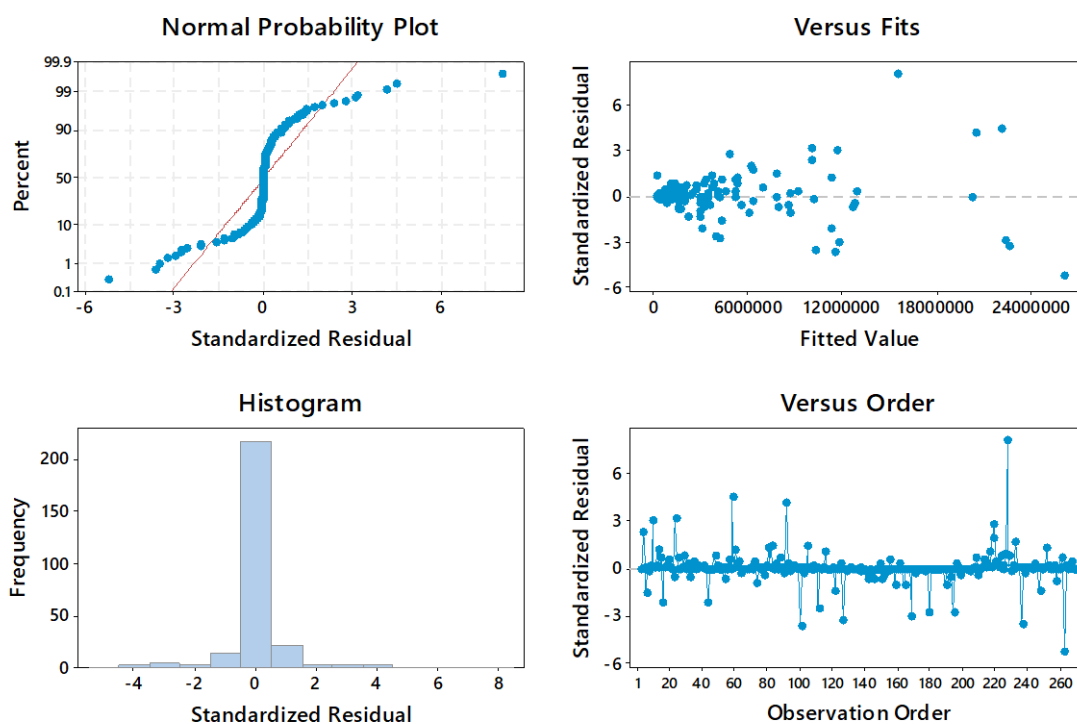 Normal Probability Plot
99.9
99
90
50
10
1
0.1
Percent
-6 -3 0 3 6
Standardized Residual
Versus Fits
6
3
0
-3
-6
Standardized Residual
0 6000000 12000000 18000000 24000000
Fitted Value
Histogram
200
150
100
50
0
Frequency
-4 -2 0 2 4 6 8
Standardized Residual
Versus Order
6
3
0
-3
-6
Standardized Residual
1 20 40 60 80 100 120 140 160 180 200 220 240 260
Observation Order